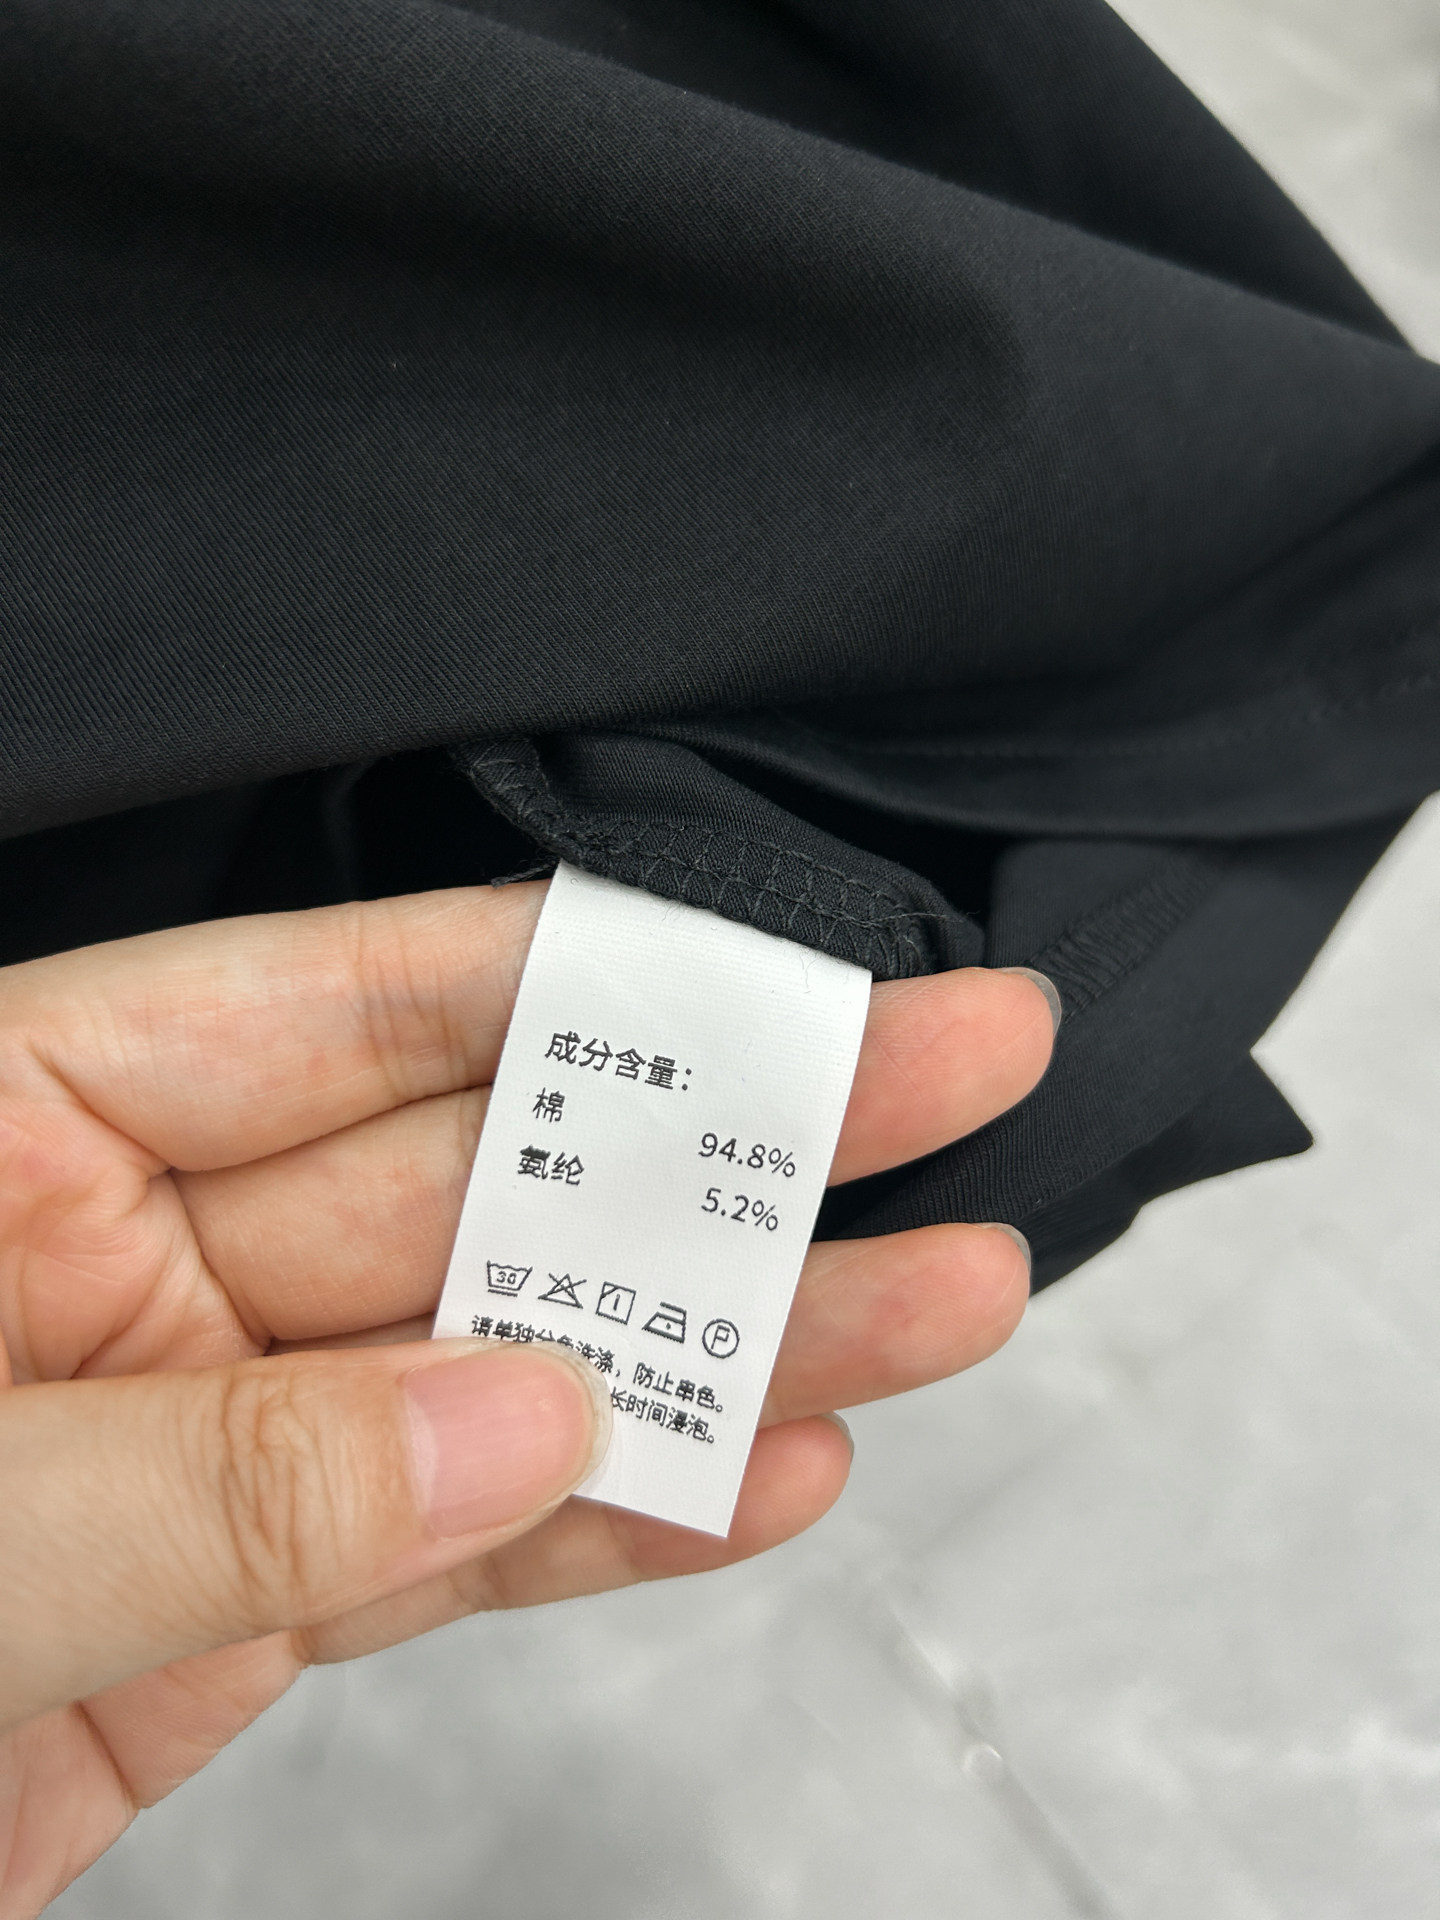 成分含量：
棉 94.8%
氨纶 5.2%
30 P
请单独分色洗涤，防止串色。
长时间浸泡。